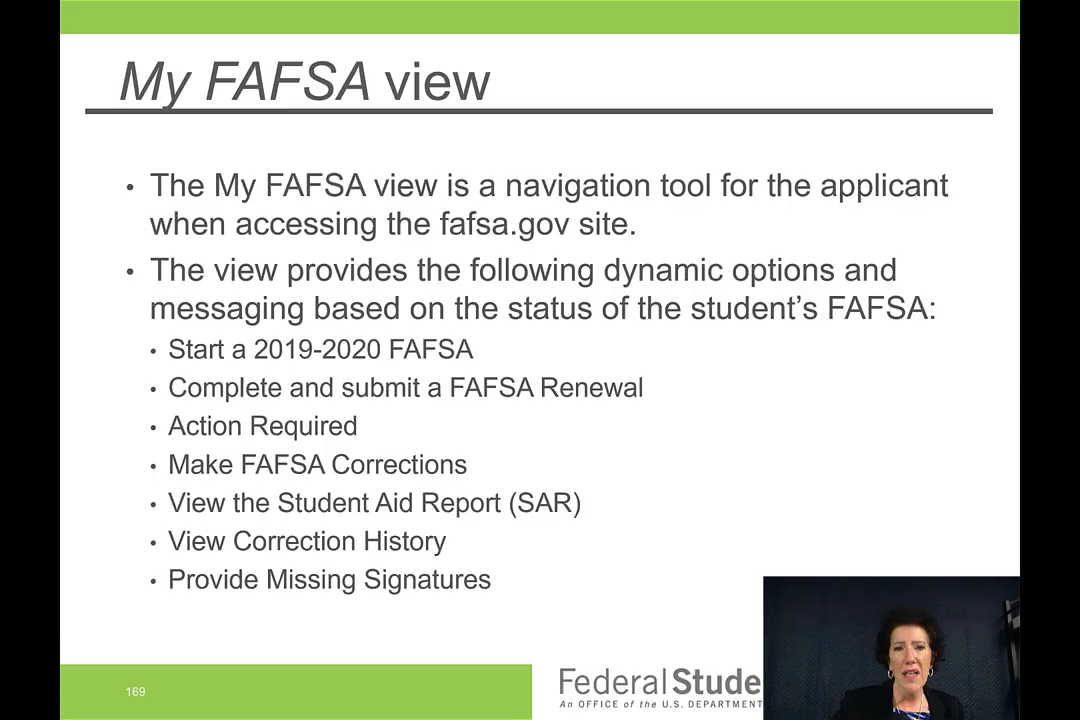 My FAFSA view
• The My FAFSA view is a navigation tool for the applicant
when accessing the fafsa.gov site.
• The view provides the following dynamic options and
messaging based on the status of the student’s FAFSA:
• Start a 2019-2020 FAFSA
• Complete and submit a FAFSA Renewal
• Action Required
• Make FAFSA Corrections
• View the Student Aid Report (SAR)
• View Correction History
• Provide Missing Signatures
169
Federal Stude
An OFFICE of the U.S. DEPARTMENT